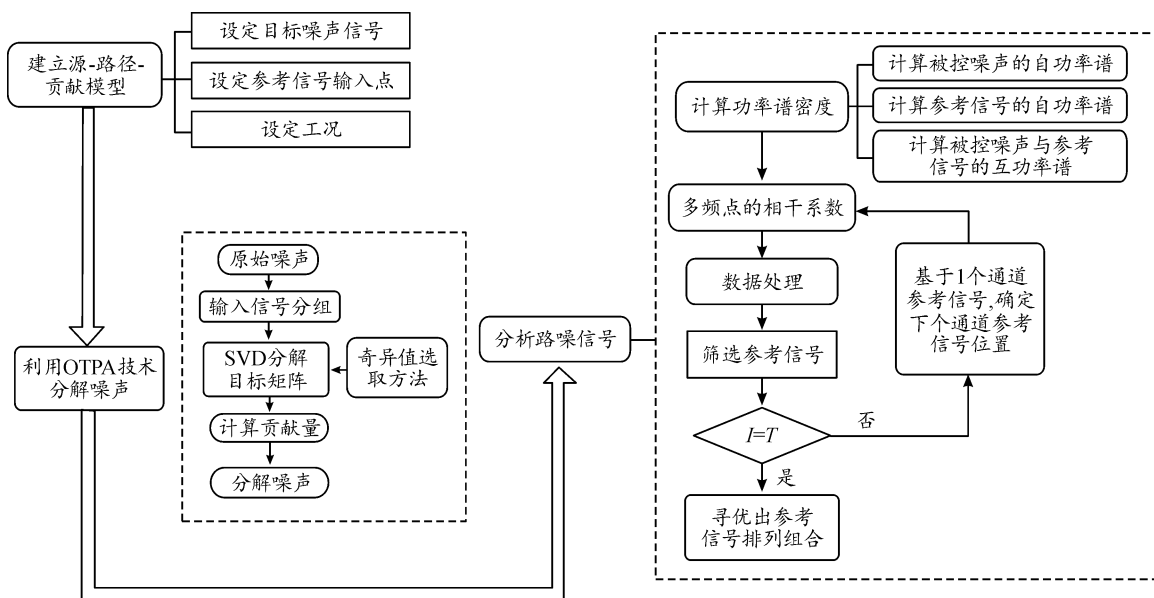 建立源-路径-
贡献模型
设定目标噪声信号
设定参考信号输入点
设定工况
利用OTPA技术
分解噪声
原始噪声
输入信号分组
SVD分解
目标矩阵
奇异值选
取方法
计算贡献量
分解噪声
分析路噪信号
计算功率谱密度
计算被控噪声的自功率谱
计算参考信号的自功率谱
计算被控噪声与参考
信号的互功率谱
多频点的相干系数
数据处理
筛选参考信号
I=T
否
是
基于1个通道
参考信号,确定
下个通道参考
信号位置
寻优出参考
信号排列组合